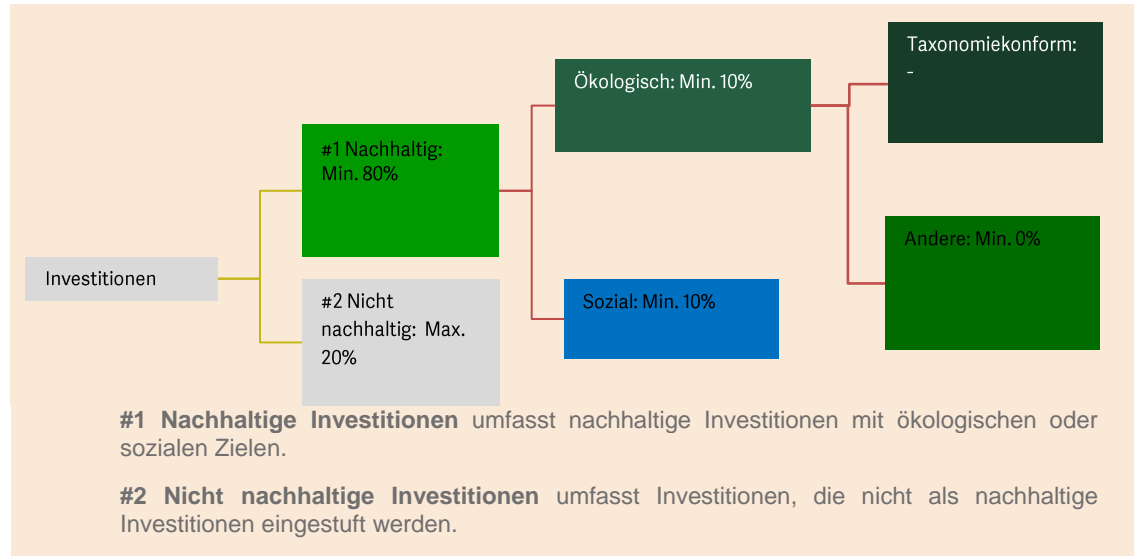 Taxonomiekonform:
-
Ökologisch: Min. 10%
#1 Nachhaltig:
Min. 80%
Andere: Min. 0%
Investitionen
#2 Nicht
nachhaltig: Max.
20%
Sozial: Min. 10%
#1 Nachhaltige Investitionen umfasst nachhaltige Investitionen mit ökologischen oder
sozialen Zielen.
#2 Nicht nachhaltige Investitionen umfasst Investitionen, die nicht als nachhaltige
Investitionen eingestuft werden.